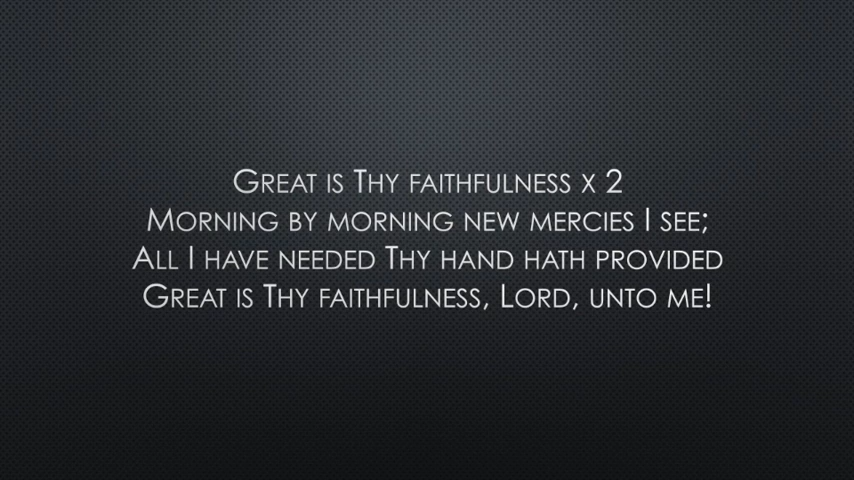 Great is Thy faithfulness x 2
Morning by morning new mercies I see;
All I have needed Thy hand hath provided
Great is Thy faithfulness, Lord, unto me!